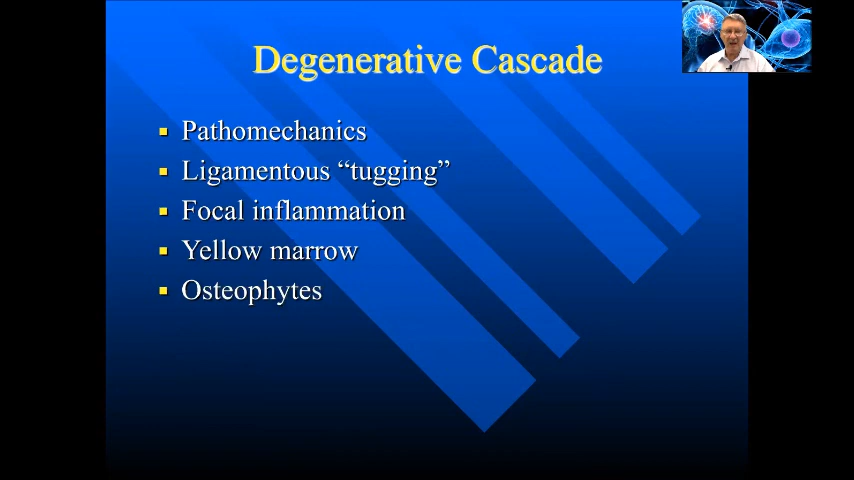 Degenerative Cascade
Pathomechanics
Ligamentous “tugging”
Focal inflammation
Yellow marrow
Osteophytes